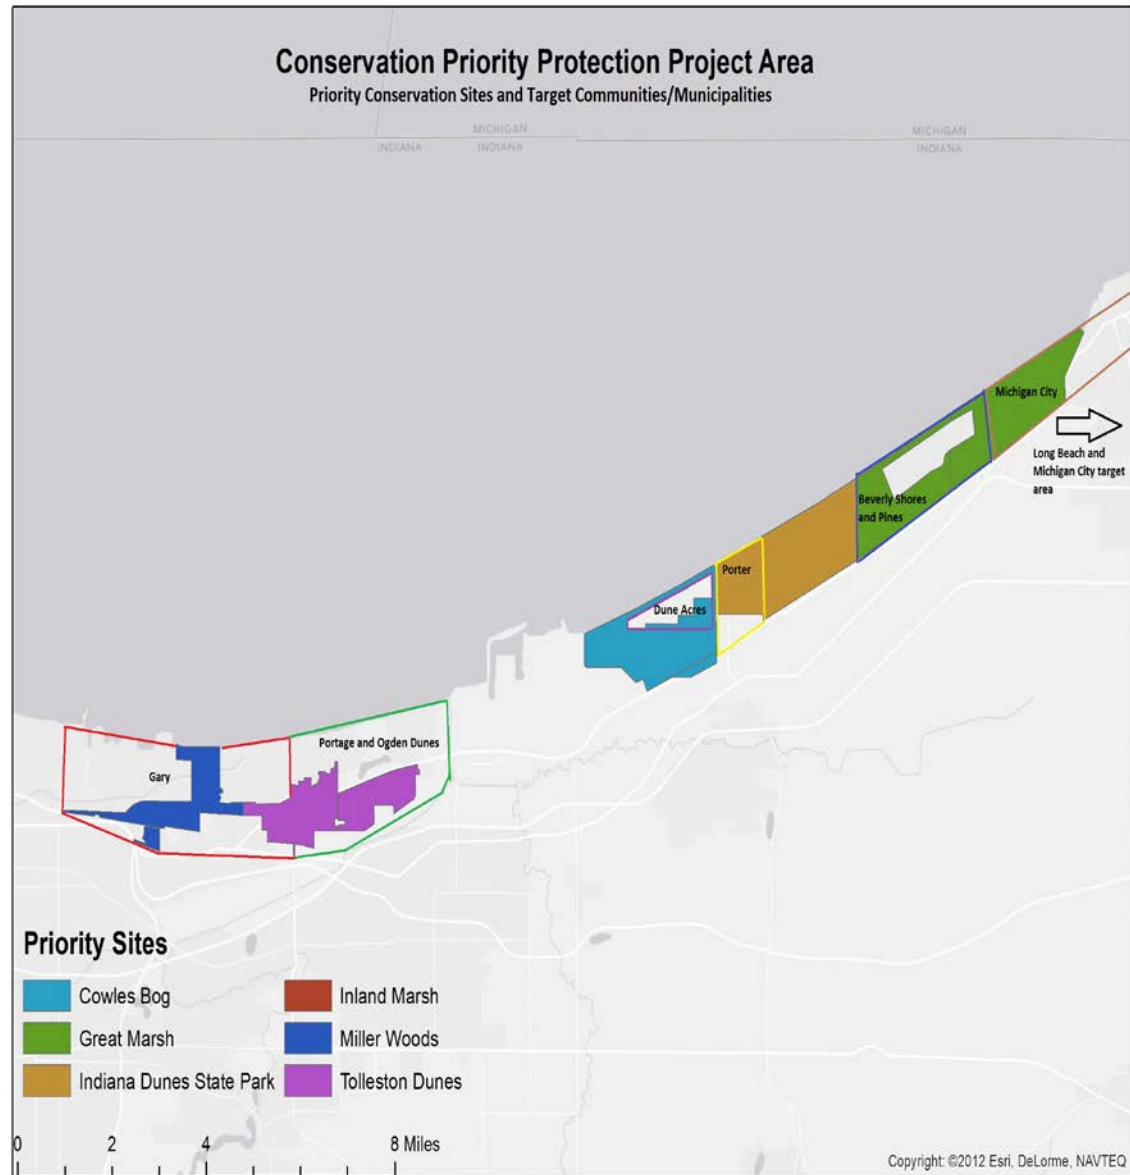 Conservation Priority Protection Project Area
Priority Conservation Sites and Target Communities/Municipalities
MICHIGAN
INDIANA
INDIANA
MICHIGAN
INDIANA
Michigan City
Long Beach and
Michigan City target
area
Beverly Shores
and Pines
Porter
Dune Acres
Portage and Ogden Dunes
Gary
Priority Sites
Cowles Bog
Great Marsh
Indiana Dunes State Park
Inland Marsh
Miller Woods
Tolleston Dunes
0 2 4 8 Miles
Copyright: ©2012 Esri, DeLorme, NAVTEQ